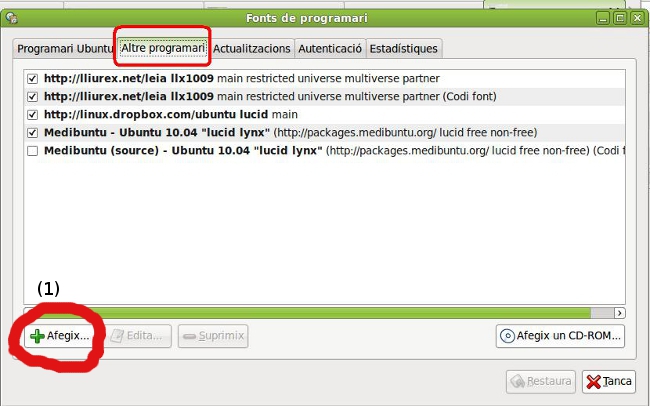 Fonts de programari
Programari Ubuntu Altre programari Actualitzacions Autenticació Estadístiques
http://lliurex.net/leia llx1009 main restricted universe multiverse partner
http://lliurex.net/leia llx1009 main restricted universe multiverse partner (Codi font)
http://linux.dropbox.com/ubuntu lucid main
Medibuntu - Ubuntu 10.04 "lucid lynx" (http://packages.medibuntu.org/ lucid free non-free)
Medibuntu (source) - Ubuntu 10.04 "lucid lynx" (http://packages.medibuntu.org/ lucid free non-free) (Codi f
(1)
Afegix... Edita... Suprimix Afegix un CD-ROM...
Restaura Tanca